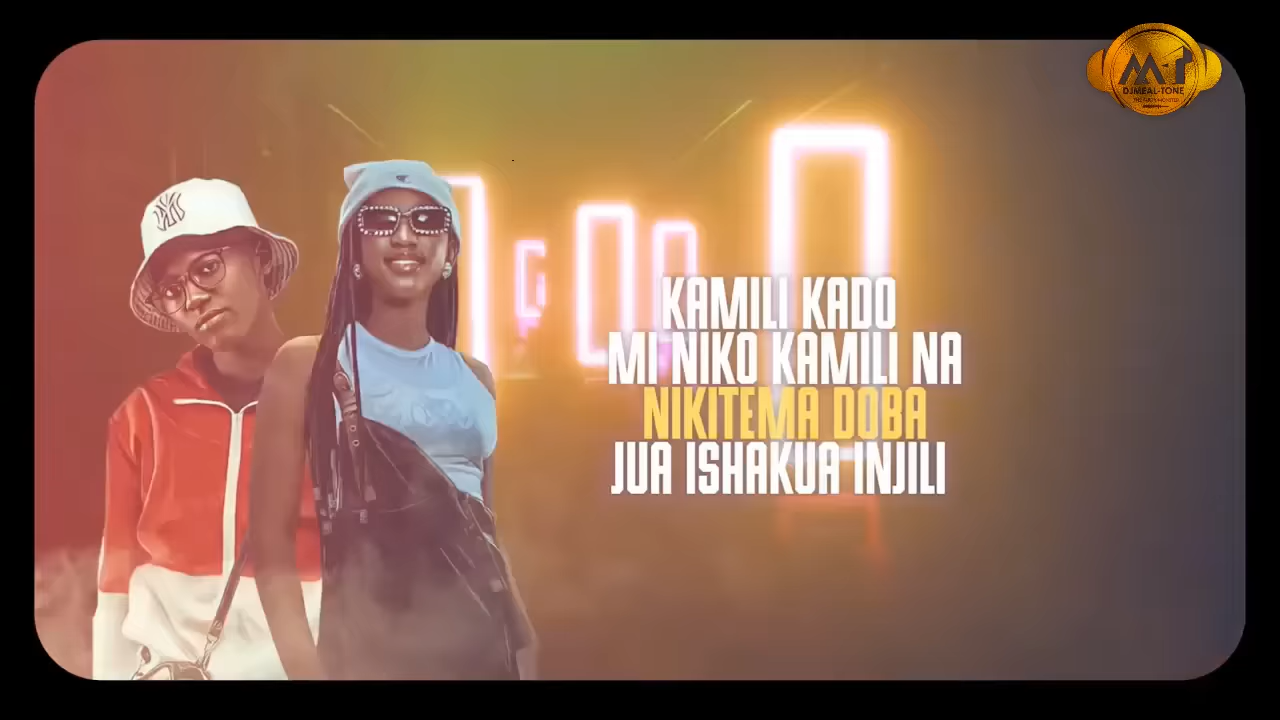 DJMEAL-TONE
KAMILI KADO
MI NIKO KAMILI NA
NIKITEMA DOBA
JUA ISHAKUA INJILI